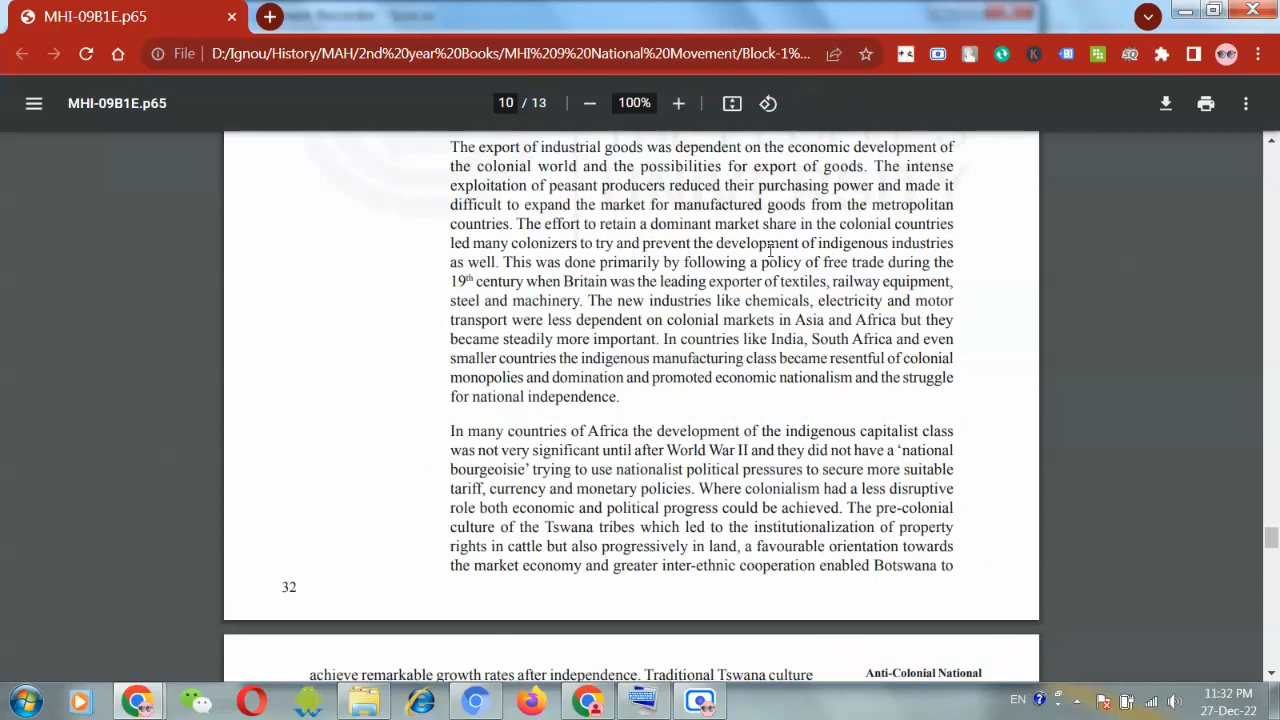 MHI-09B1E.p65
File
D:/Ignou/History/MAH/2nd%20year%20Books/MHI%209%20National%20Movement/Block-1%...
MHI-09B1E.p65
10 / 13
100%
The export of industrial goods was dependent on the economic development of
the colonial world and the possibilities for export of goods. The intense
exploitation of peasant producers reduced their purchasing power and made it
difficult to expand the market for manufactured goods from the metropolitan
countries. The effort to retain a dominant market share in the colonial countries
led many colonizers to try and prevent the development of indigenous industries
as well. This was done primarily by following a policy of free trade during the
19th century when Britain was the leading exporter of textiles, railway equipment,
steel and machinery. The new industries like chemicals, electricity and motor
transport were less dependent on colonial markets in Asia and Africa but they
became steadily more important. In countries like India, South Africa and even
smaller countries the indigenous manufacturing class became resentful of colonial
monopolies and domination and promoted economic nationalism and the struggle
for national independence.
In many countries of Africa the development of the indigenous capitalist class
was not very significant until after World War II and they did not have a ‘national
bourgeoisie’ trying to use nationalist political pressures to secure more suitable
tariff, currency and monetary policies. Where colonialism had a less disruptive
role both economic and political progress could be achieved. The pre-colonial
culture of the Tswana tribes which led to the institutionalization of property
rights in cattle but also progressively in land, a favourable orientation towards
the market economy and greater inter-ethnic cooperation enabled Botswana to
32
achieve remarkable growth rates after independence. Traditional Tswana culture
Anti-Colonial National
EN
11:32 PM
27-Dec-22